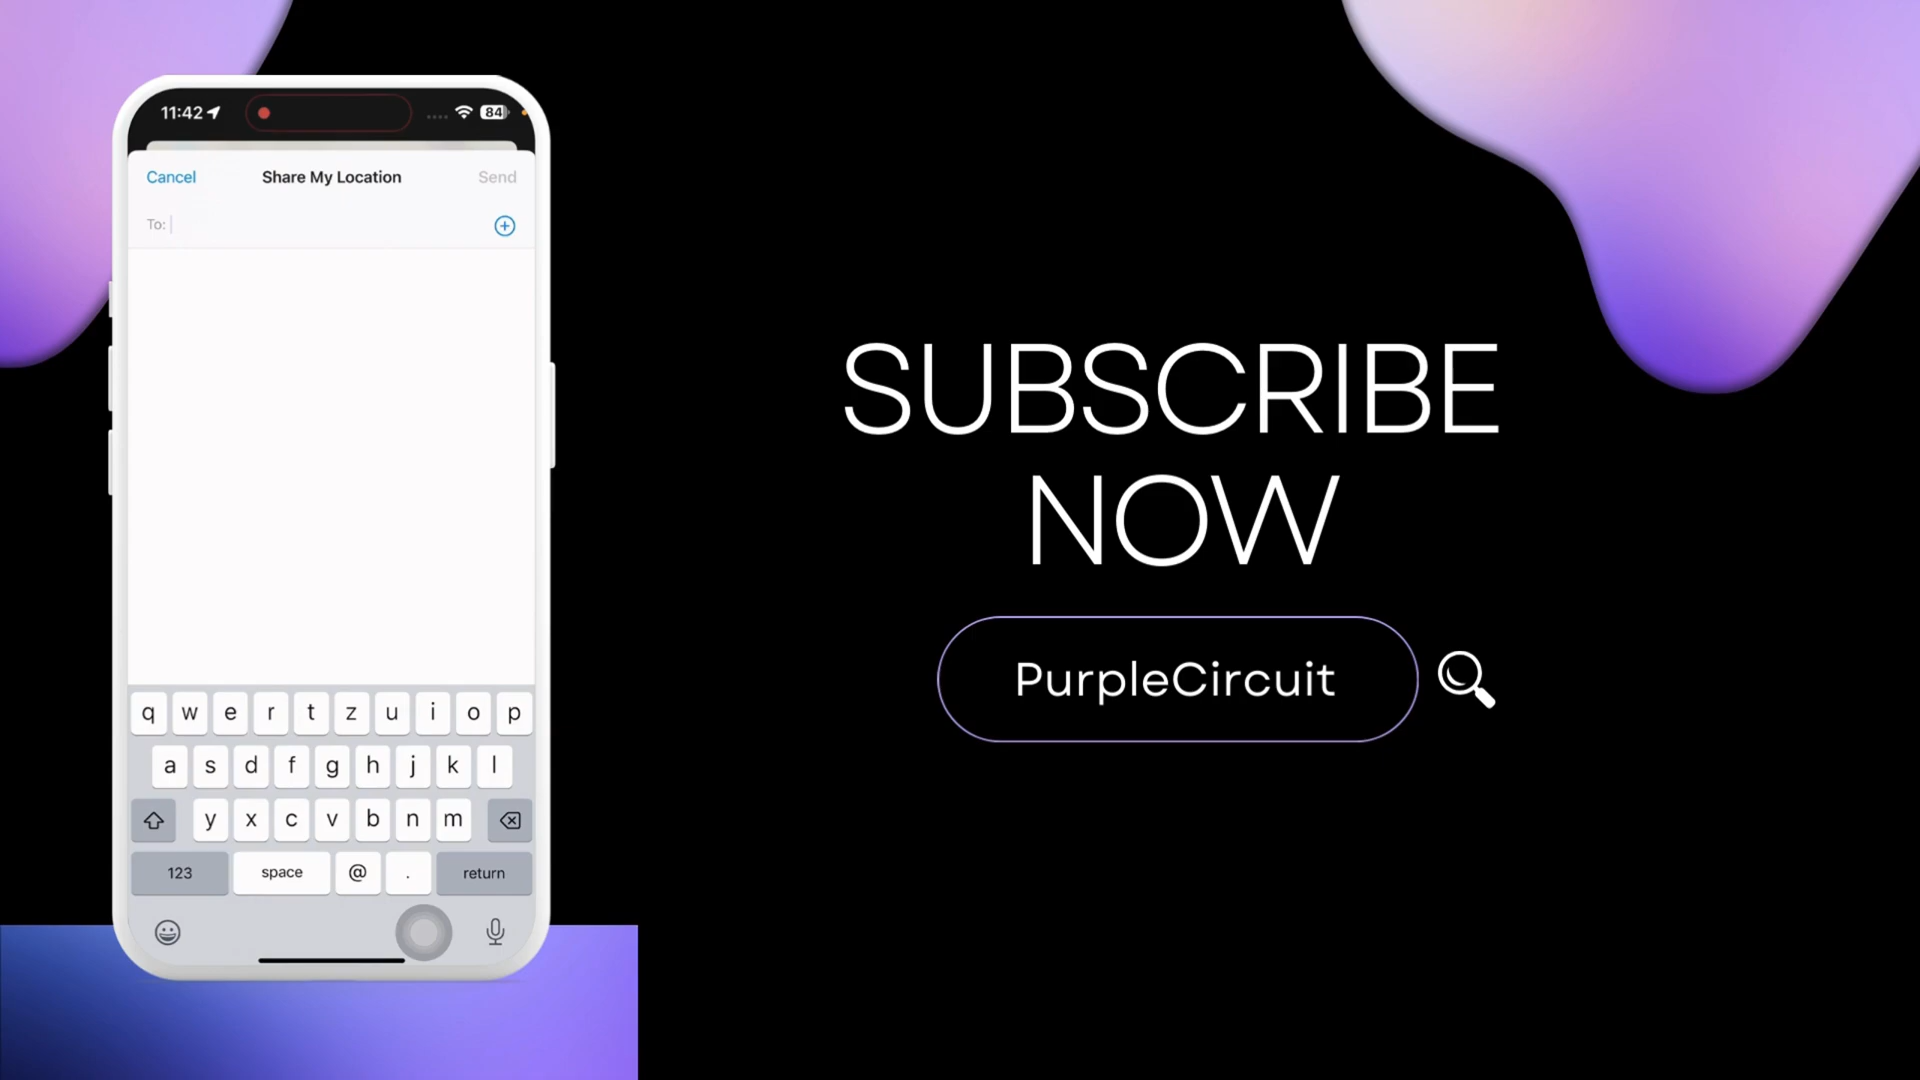 11:42
84
Cancel Share My Location Send
To:
q w e r t z u i o p
a s d f g h j k l
y x c v b n m
123 space @ . return
SUBSCRIBE
NOW
PurpleCircuit